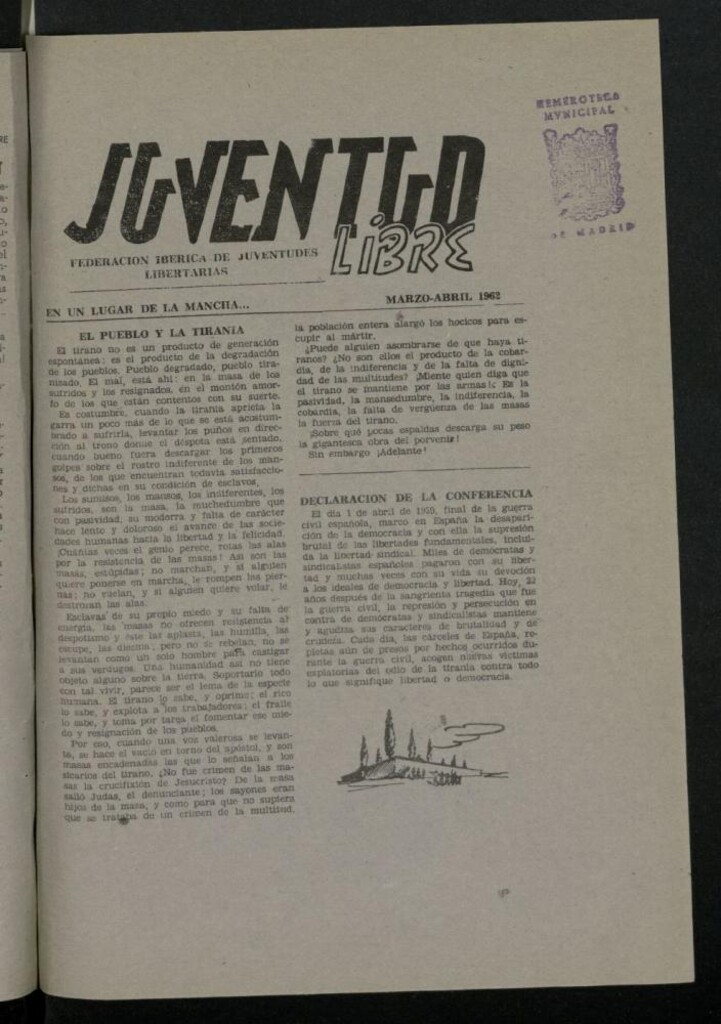 HEMEROTECA
MUNICIPAL
DE MADRID
JUVENTUD
LIBRE
FEDERACION IBERICA DE JUVENTUDES
LIBERTARIAS
EN UN LUGAR DE LA MANCHA...
MARZO-ABRIL 1962
EL PUEBLO Y LA TIRANIA
El tirano no es un producto de generación
espontánea: es el producto de la degradación
de los pueblos. Pueblo degradado, pueblo tira-
nizado. El mal, está ahí: en la masa de los
sufridos y los resignados, en el montón amor-
fo de los que están contentos con su suerte.
Es costumbre, cuando la tiranía aprieta la
garra un poco más de lo que se está acostum-
brado a sufrirla, levantar los puños en direc-
ción al trono donde el déspota está sentado,
cuando bueno fuera descargar los primeros
golpes sobre el rostro indiferente de los man-
sos, de los que encuentran todavía satisfaccio-
nes y dichas en su condición de esclavos.
Los sumisos, los mansos, los indiferentes, los
sufridos, son la masa, la muchedumbre que
con pasividad, su modorra y falta de carácter
hace lento y doloroso el avance de las socie-
dades humanas hacia la libertad y la felicidad.
¡Cuántas veces el genio perece, rotas las alas
por la resistencia de las masas! Así son las
masas, estúpidas; no marchan, y si alguien
quiere ponerse en marcha, le rompen las pier-
nas; no vuelan, y si alguien quiere volar, le
destrozan las alas.
Esclavas de su propio miedo y su falta de
energía, las masas no ofrecen resistencia al
despotismo y éste las aplasta, las humilla, las
escupe, las diezma; pero no se rebelan, no se
levantan como un solo hombre para castigar
a sus verdugos. Una humanidad así no tiene
objeto alguno sobre la tierra. Soportarlo todo
con tal vivir, parece ser el lema de la especie
humana. El tirano lo sabe, y oprime; el rico
lo sabe, y explota a los trabajadores; el fraile
lo sabe, y toma por tarea el fomentar ese mie-
do y resignación de los pueblos.
Por eso, cuando una voz valerosa se levan-
ta, se hace el vacío en torno del apóstol, y son
masas encadenadas las que lo señalan a los
sicarios del tirano. ¿No fue crimen de las ma-
sas la crucifixión de Jesucristo? De la masa
salió Judas, el denunciante; los sayones eran
hijos de la masa, y como para que no supiera
que se trataba de un crimen de la multitud,
la población entera alargó los hocicos para es-
cupir al mártir.
¿Puede alguien asombrarse de que haya ti-
ranos? ¿No son ellos el producto de la cobar-
día, de la indiferencia y de la falta de digni-
dad de las multitudes? ¡Miente quien diga que
el tirano se mantiene por las armas!: Es la
pasividad, la mansedumbre, la indiferencia, la
cobardía, la falta de vergüenza de las masas
la fuerza del tirano.
¡Sobre qué pocas espaldas descarga su peso
la gigantesca obra del porvenir!
Sin embargo ¡Adelante!
DECLARACION DE LA CONFERENCIA
El día 1 de abril de 1939, final de la guerra
civil española, marco en España la desapari-
ción de la democracia y con ella la supresión
brutal de las libertades fundamentales, inclui-
da la libertad sindical. Miles de demócratas y
sindicalistas españoles pagaron con su liber-
tad y muchas veces con su vida su devoción
a los ideales de democracia y libertad. Hoy, 22
años después de la sangrienta tragedia que fue
la guerra civil, la represión y persecución en
contra de demócratas y sindicalistas mantiene
y agudiza sus caracteres de brutalidad y de
crudeza. Cada día, las cárceles de España, re-
pletas aún de presos por hechos ocurridos du-
rante la guerra civil, acogen nuevas víctimas
expiatorias del odio de la tiranía contra todo
lo que signifique libertad o democracia.